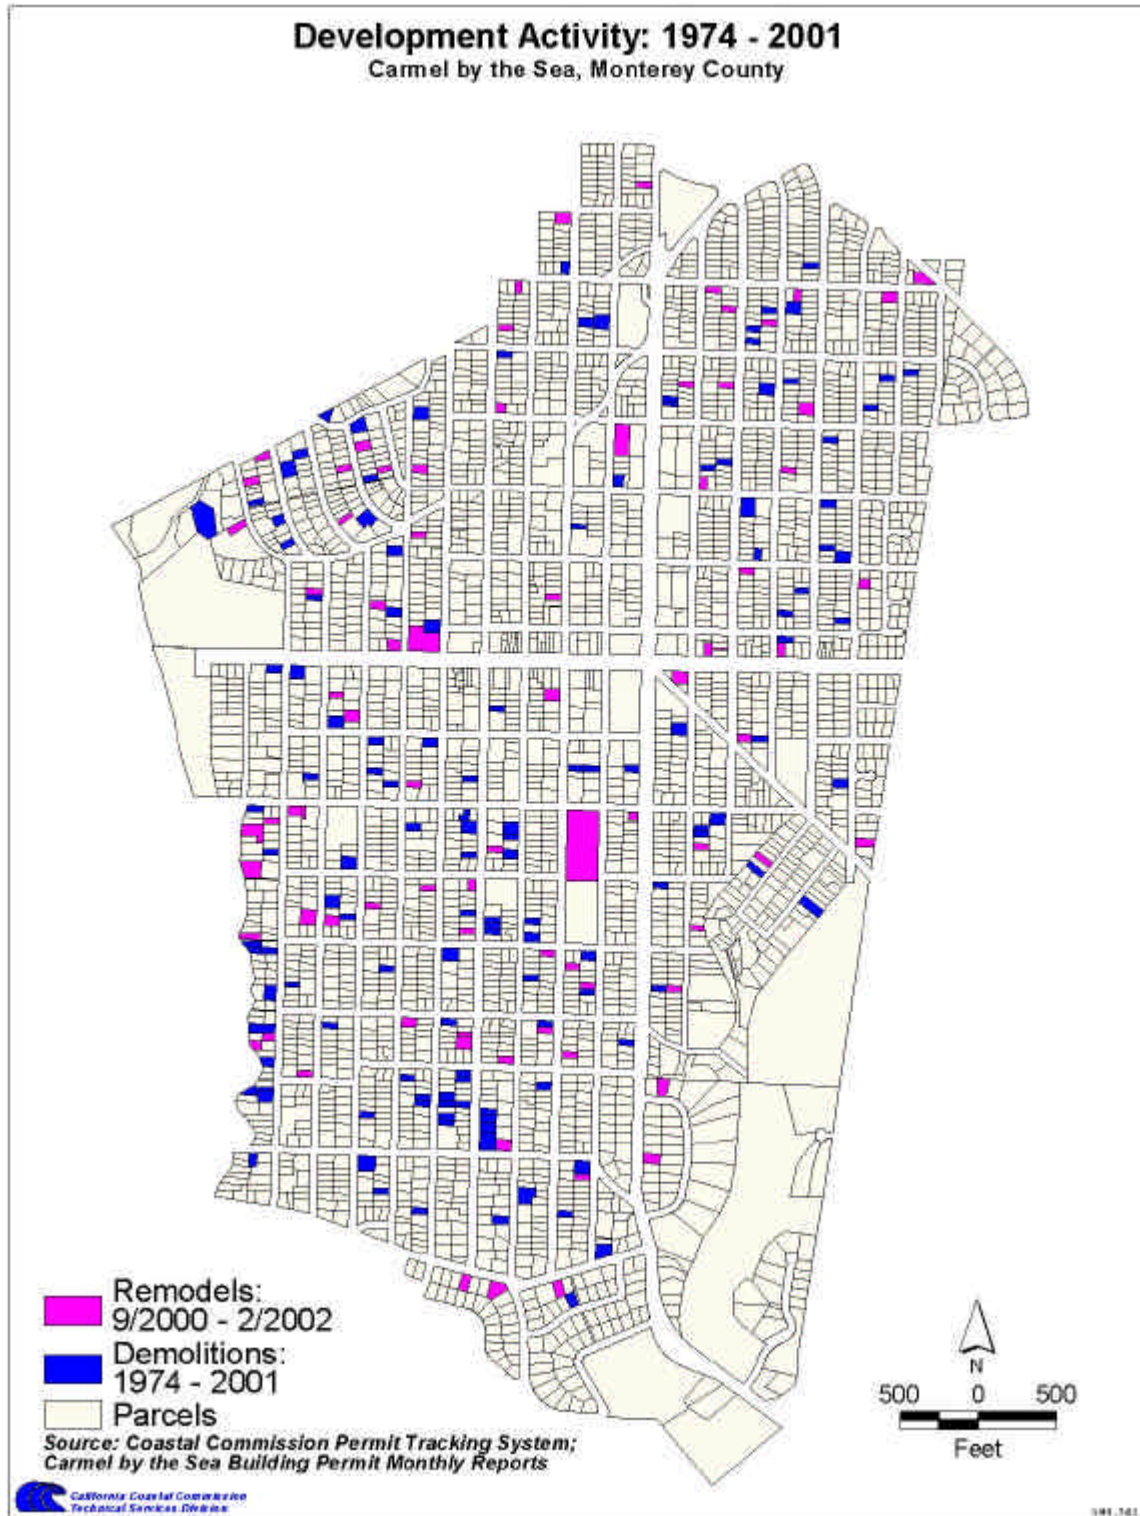 Development Activity: 1974 - 2001
Carmel by the Sea, Monterey County
Remodels:
9/2000 - 2/2002
Demolitions:
1974 - 2001
Parcels
Source: Coastal Commission Permit Tracking System;
Carmel by the Sea Building Permit Monthly Reports
California Coastal Commission
Technical Services Division
N
500 0 500
Feet